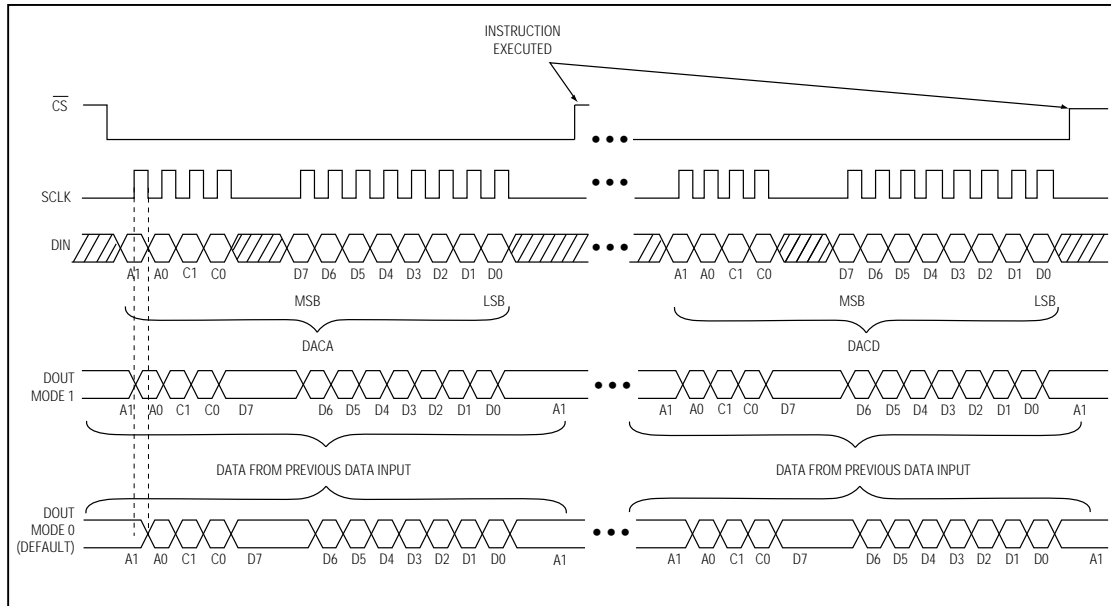 INSTRUCTION
EXECUTED
CS
SCLK
DIN
A1 A0 C1 C0 D7 D6 D5 D4 D3 D2 D1 D0 A1 A0 C1 C0 D7 D6 D5 D4 D3 D2 D1 D0
MSB LSB MSB LSB
DACA DACD
DOUT
MODE 1
A1 A0 C1 C0 D7 D6 D5 D4 D3 D2 D1 D0 A1 A1 A0 C1 C0 D7 D6 D5 D4 D3 D2 D1 D0 A1
DATA FROM PREVIOUS DATA INPUT DATA FROM PREVIOUS DATA INPUT
DOUT
MODE 0
(DEFAULT)
A1 A0 C1 C0 D7 D6 D5 D4 D3 D2 D1 D0 A1 A1 A0 C1 C0 D7 D6 D5 D4 D3 D2 D1 D0 A1